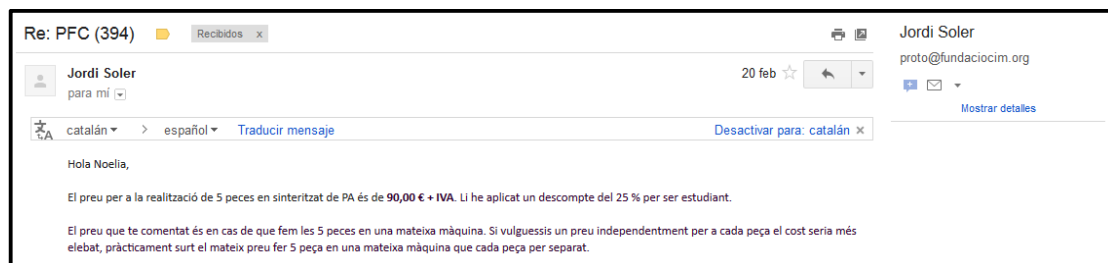 Re: PFC (394)
Recibidos x
Jordi Soler
proto@fundaciocim.org
Mostrar detalles
Jordi Soler
20 feb
para mí
catalán > español Traducir mensaje
Desactivar para: catalán ×
Hola Noelia,
El preu per a la realització de 5 peces en sinteritzat de PA és de 90,00 € + IVA. Li he aplicat un descompte del 25 % per ser estudiant.
El preu que te comentat és en cas de que fem les 5 peces en una mateixa màquina. Si vulguessis un preu independentment per a cada peça el cost seria més
elebat, pràcticament surt el mateix preu fer 5 peça en una mateixa màquina que cada peça per separat.